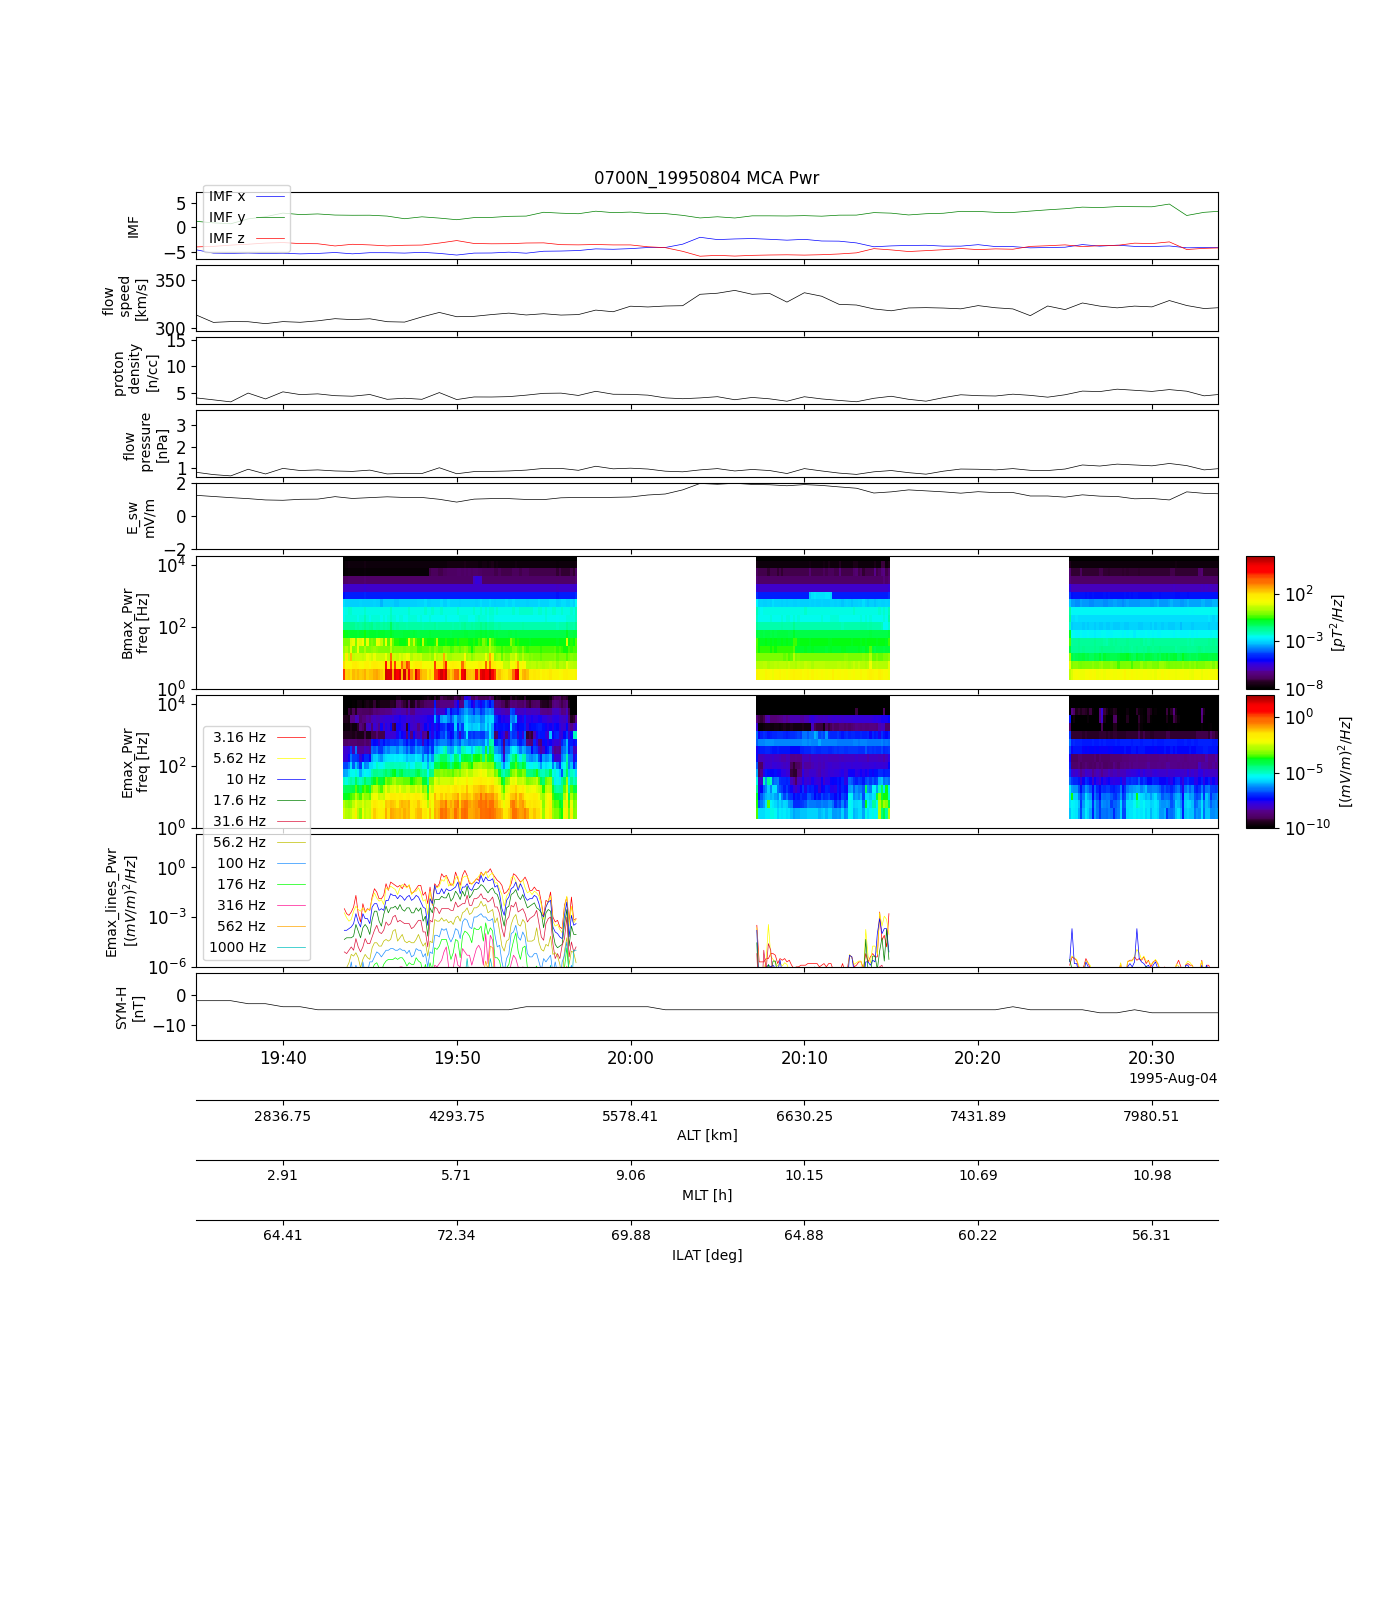 0700N_19950804 MCA Pwr
IMF
5
0
−5
IMF x
IMF y
IMF z
flow
speed
[km/s]
350
300
proton
density
[n/cc]
15
10
5
flow
pressure
[nPa]
3
2
1
E_sw
mV/m
2
0
−2
Bmax_Pwr
freq [Hz]
10^4
10^2
10^0
10^2
10^−3
10^−8
[pT^2/Hz]
Emax_Pwr
freq [Hz]
10^4
10^2
10^0
10^0
10^−5
10^−10
[(mV/m)^2/Hz]
3.16 Hz
5.62 Hz
10 Hz
17.6 Hz
31.6 Hz
56.2 Hz
100 Hz
176 Hz
316 Hz
562 Hz
1000 Hz
Emax_lines_Pwr
[(mV/m)^2/Hz]
10^0
10^−3
10^−6
SYM-H
[nT]
0
−10
19:40 19:50 20:00 20:10 20:20 20:30
1995-Aug-04
2836.75 4293.75 5578.41 6630.25 7431.89 7980.51
ALT [km]
2.91 5.71 9.06 10.15 10.69 10.98
MLT [h]
64.41 72.34 69.88 64.88 60.22 56.31
ILAT [deg]